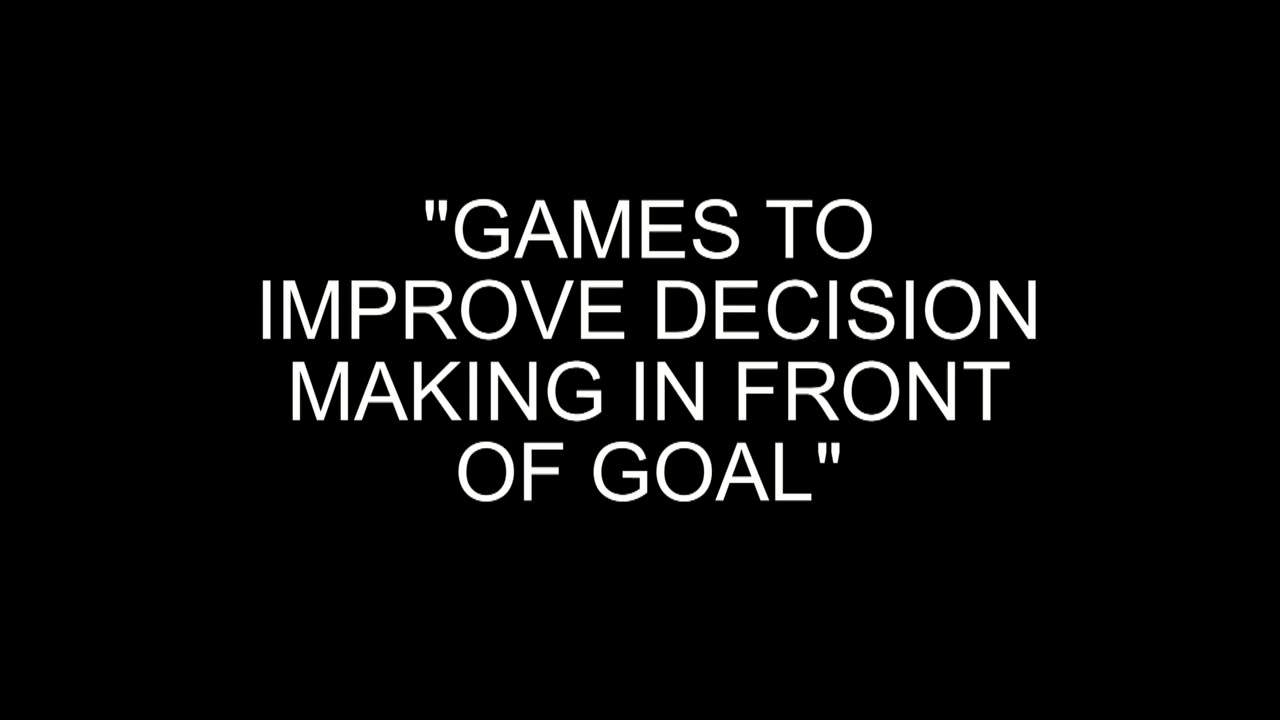 "GAMES TO
IMPROVE DECISION
MAKING IN FRONT
OF GOAL"